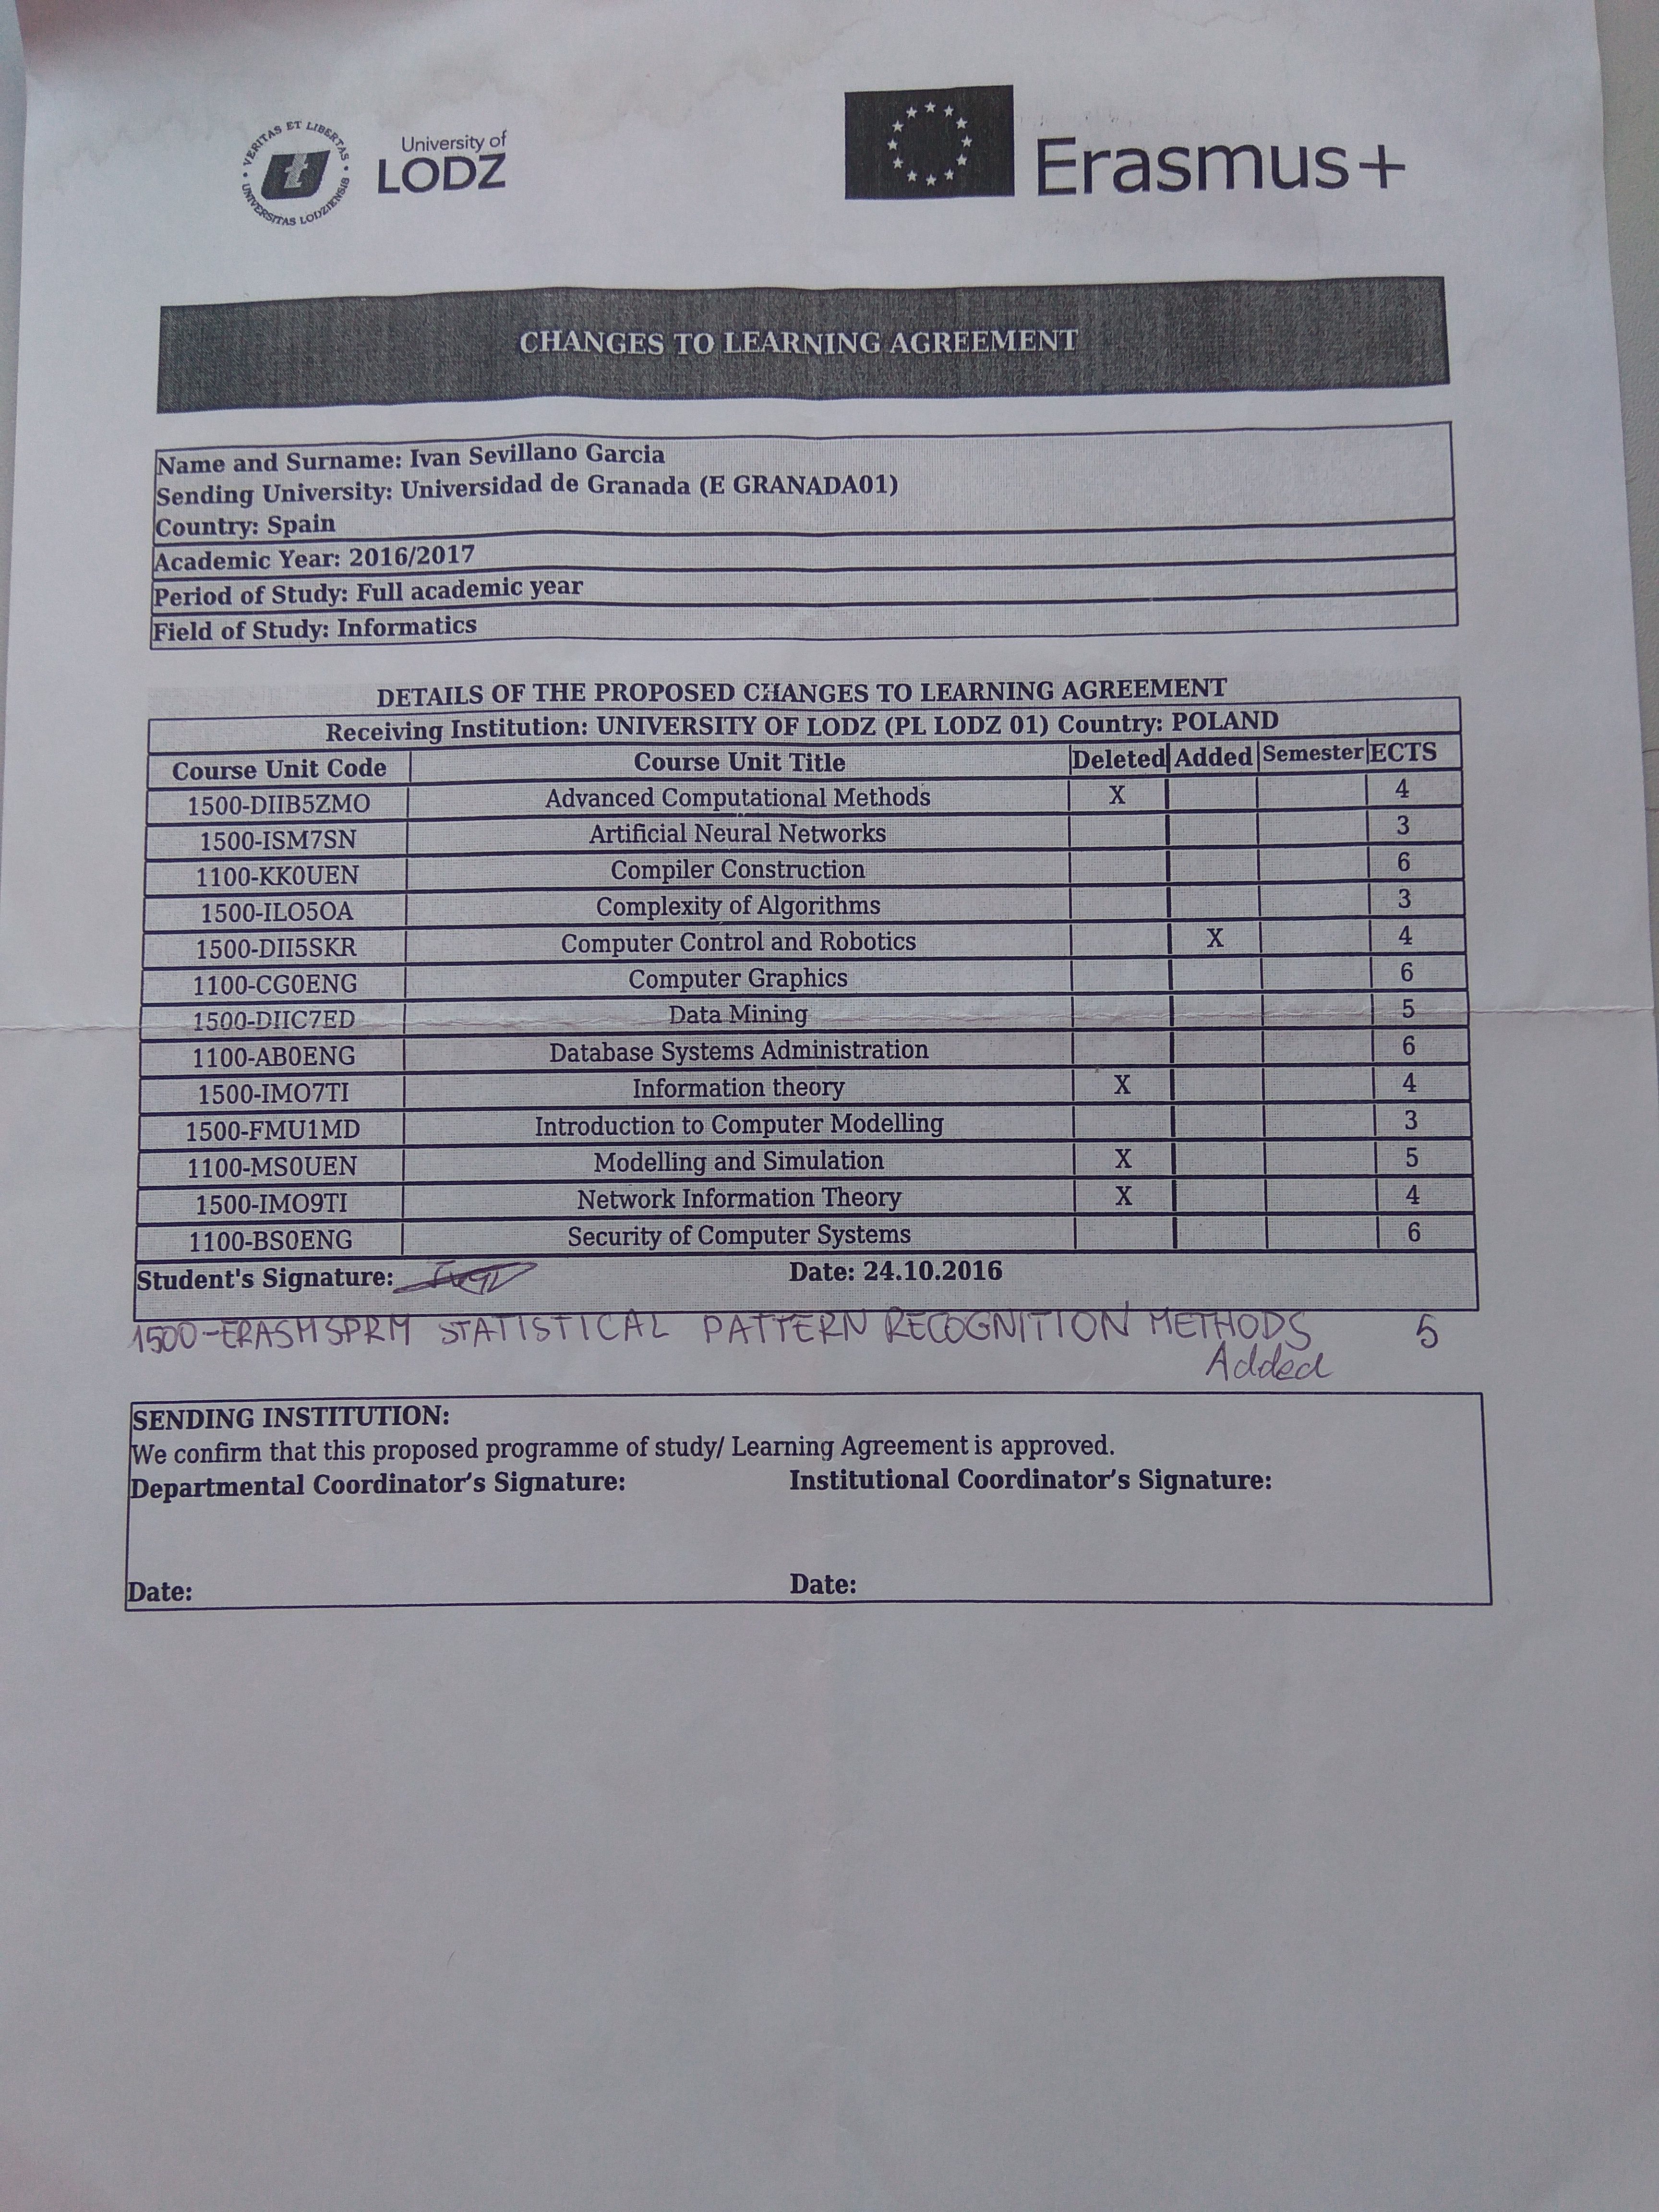 VERITAS ET LIBERTAS
UNIVERSITAS LODZIENSIS
University of
LODZ
Erasmus+
CHANGES TO LEARNING AGREEMENT
Name and Surname: Ivan Sevillano Garcia
Sending University: Universidad de Granada (E GRANADA01)
Country: Spain
Academic Year: 2016/2017
Period of Study: Full academic year
Field of Study: Informatics
DETAILS OF THE PROPOSED CHANGES TO LEARNING AGREEMENT
Receiving Institution: UNIVERSITY OF LODZ (PL LODZ 01) Country: POLAND
Course Unit Code Course Unit Title Deleted Added Semester ECTS
1500-DIIB5ZMO Advanced Computational Methods X 4
1500-ISM7SN Artificial Neural Networks 3
1100-KK0UEN Compiler Construction 6
1500-ILO5OA Complexity of Algorithms 3
1500-DII5SKR Computer Control and Robotics X 4
1100-CG0ENG Computer Graphics 6
1500-DIIC7ED Data Mining 5
1100-AB0ENG Database Systems Administration 6
1500-IMO7TI Information theory X 4
1500-FMU1MD Introduction to Computer Modelling 3
1100-MS0UEN Modelling and Simulation X 5
1500-IMO9TI Network Information Theory X 4
1100-BS0ENG Security of Computer Systems 6
Student's Signature: Date: 24.10.2016
1500-ERASMSPRM STATISTICAL PATTERN RECOGNITION METHODS 5
Added
SENDING INSTITUTION:
We confirm that this proposed programme of study/ Learning Agreement is approved.
Departmental Coordinator's Signature: Institutional Coordinator's Signature:
Date: Date: